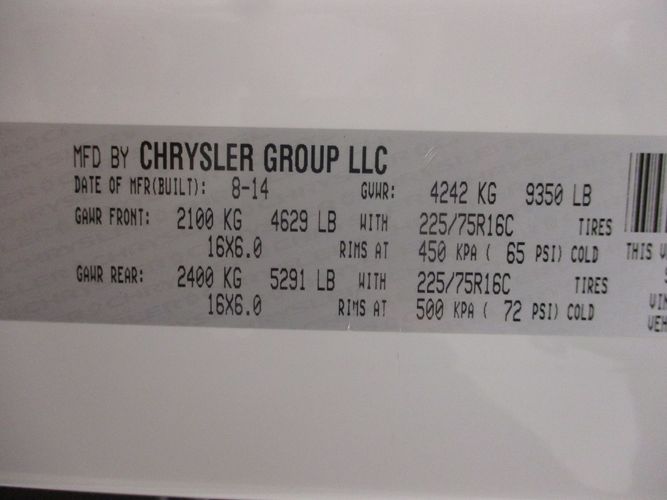 MFD BY CHRYSLER GROUP LLC
DATE OF MFR(BUILT): 8-14 GVWR: 4242 KG 9350 LB
GAWR FRONT: 2100 KG 4629 LB WITH 225/75R16C TIRES
16X6.0 RIMS AT 450 KPA ( 65 PSI) COLD THIS
GAWR REAR: 2400 KG 5291 LB WITH 225/75R16C TIRES
16X6.0 RIMS AT 500 KPA ( 72 PSI) COLD